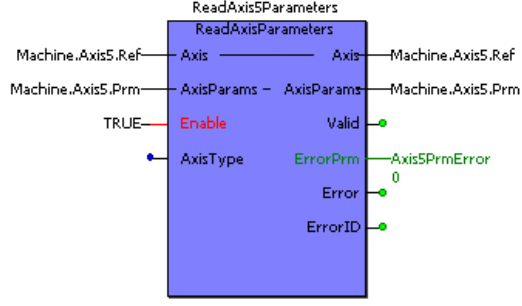 ReadAxis5Parameters
ReadAxisParameters
Machine.Axis5.Ref Axis Axis Machine.Axis5.Ref
Machine.Axis5.Prm AxisParams AxisParams Machine.Axis5.Prm
TRUE Enable Valid
AxisType ErrorPrm Axis5PrmError
0
Error
ErrorID